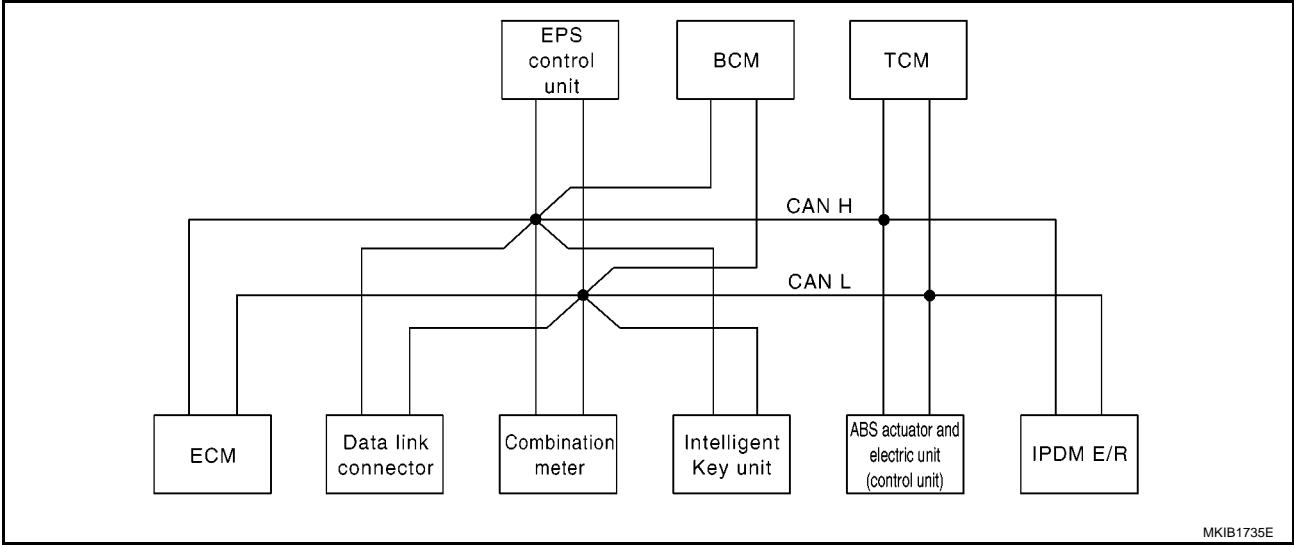 EPS
control
unit
BCM
TCM
CAN H
CAN L
ECM
Data link
connector
Combination
meter
Intelligent
Key unit
ABS actuator and
electric unit
(control unit)
IPDM E/R
MKIB1735E